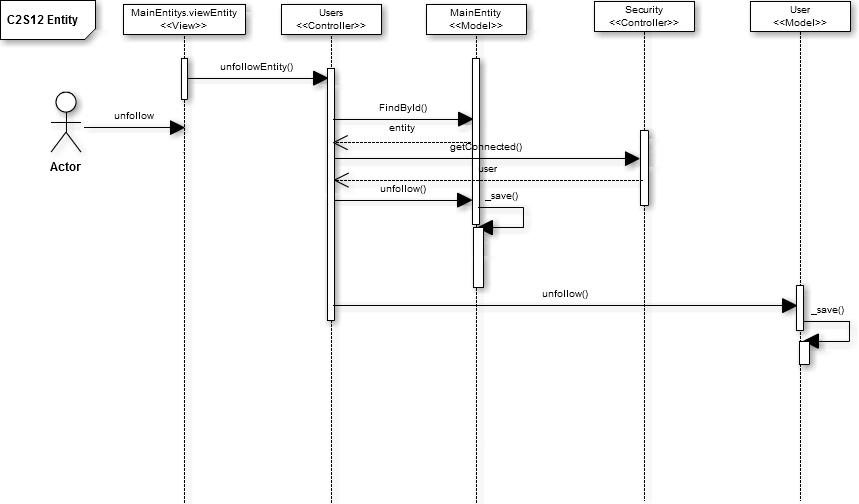 C2S12 Entity
MainEntitys.viewEntity
<<View>>
Users
<<Controller>>
MainEntity
<<Model>>
Security
<<Controller>>
User
<<Model>>
unfollowEntity()
FindById()
unfollow
entity
getConnected()
Actor
user
unfollow()
_save()
unfollow()
_save()